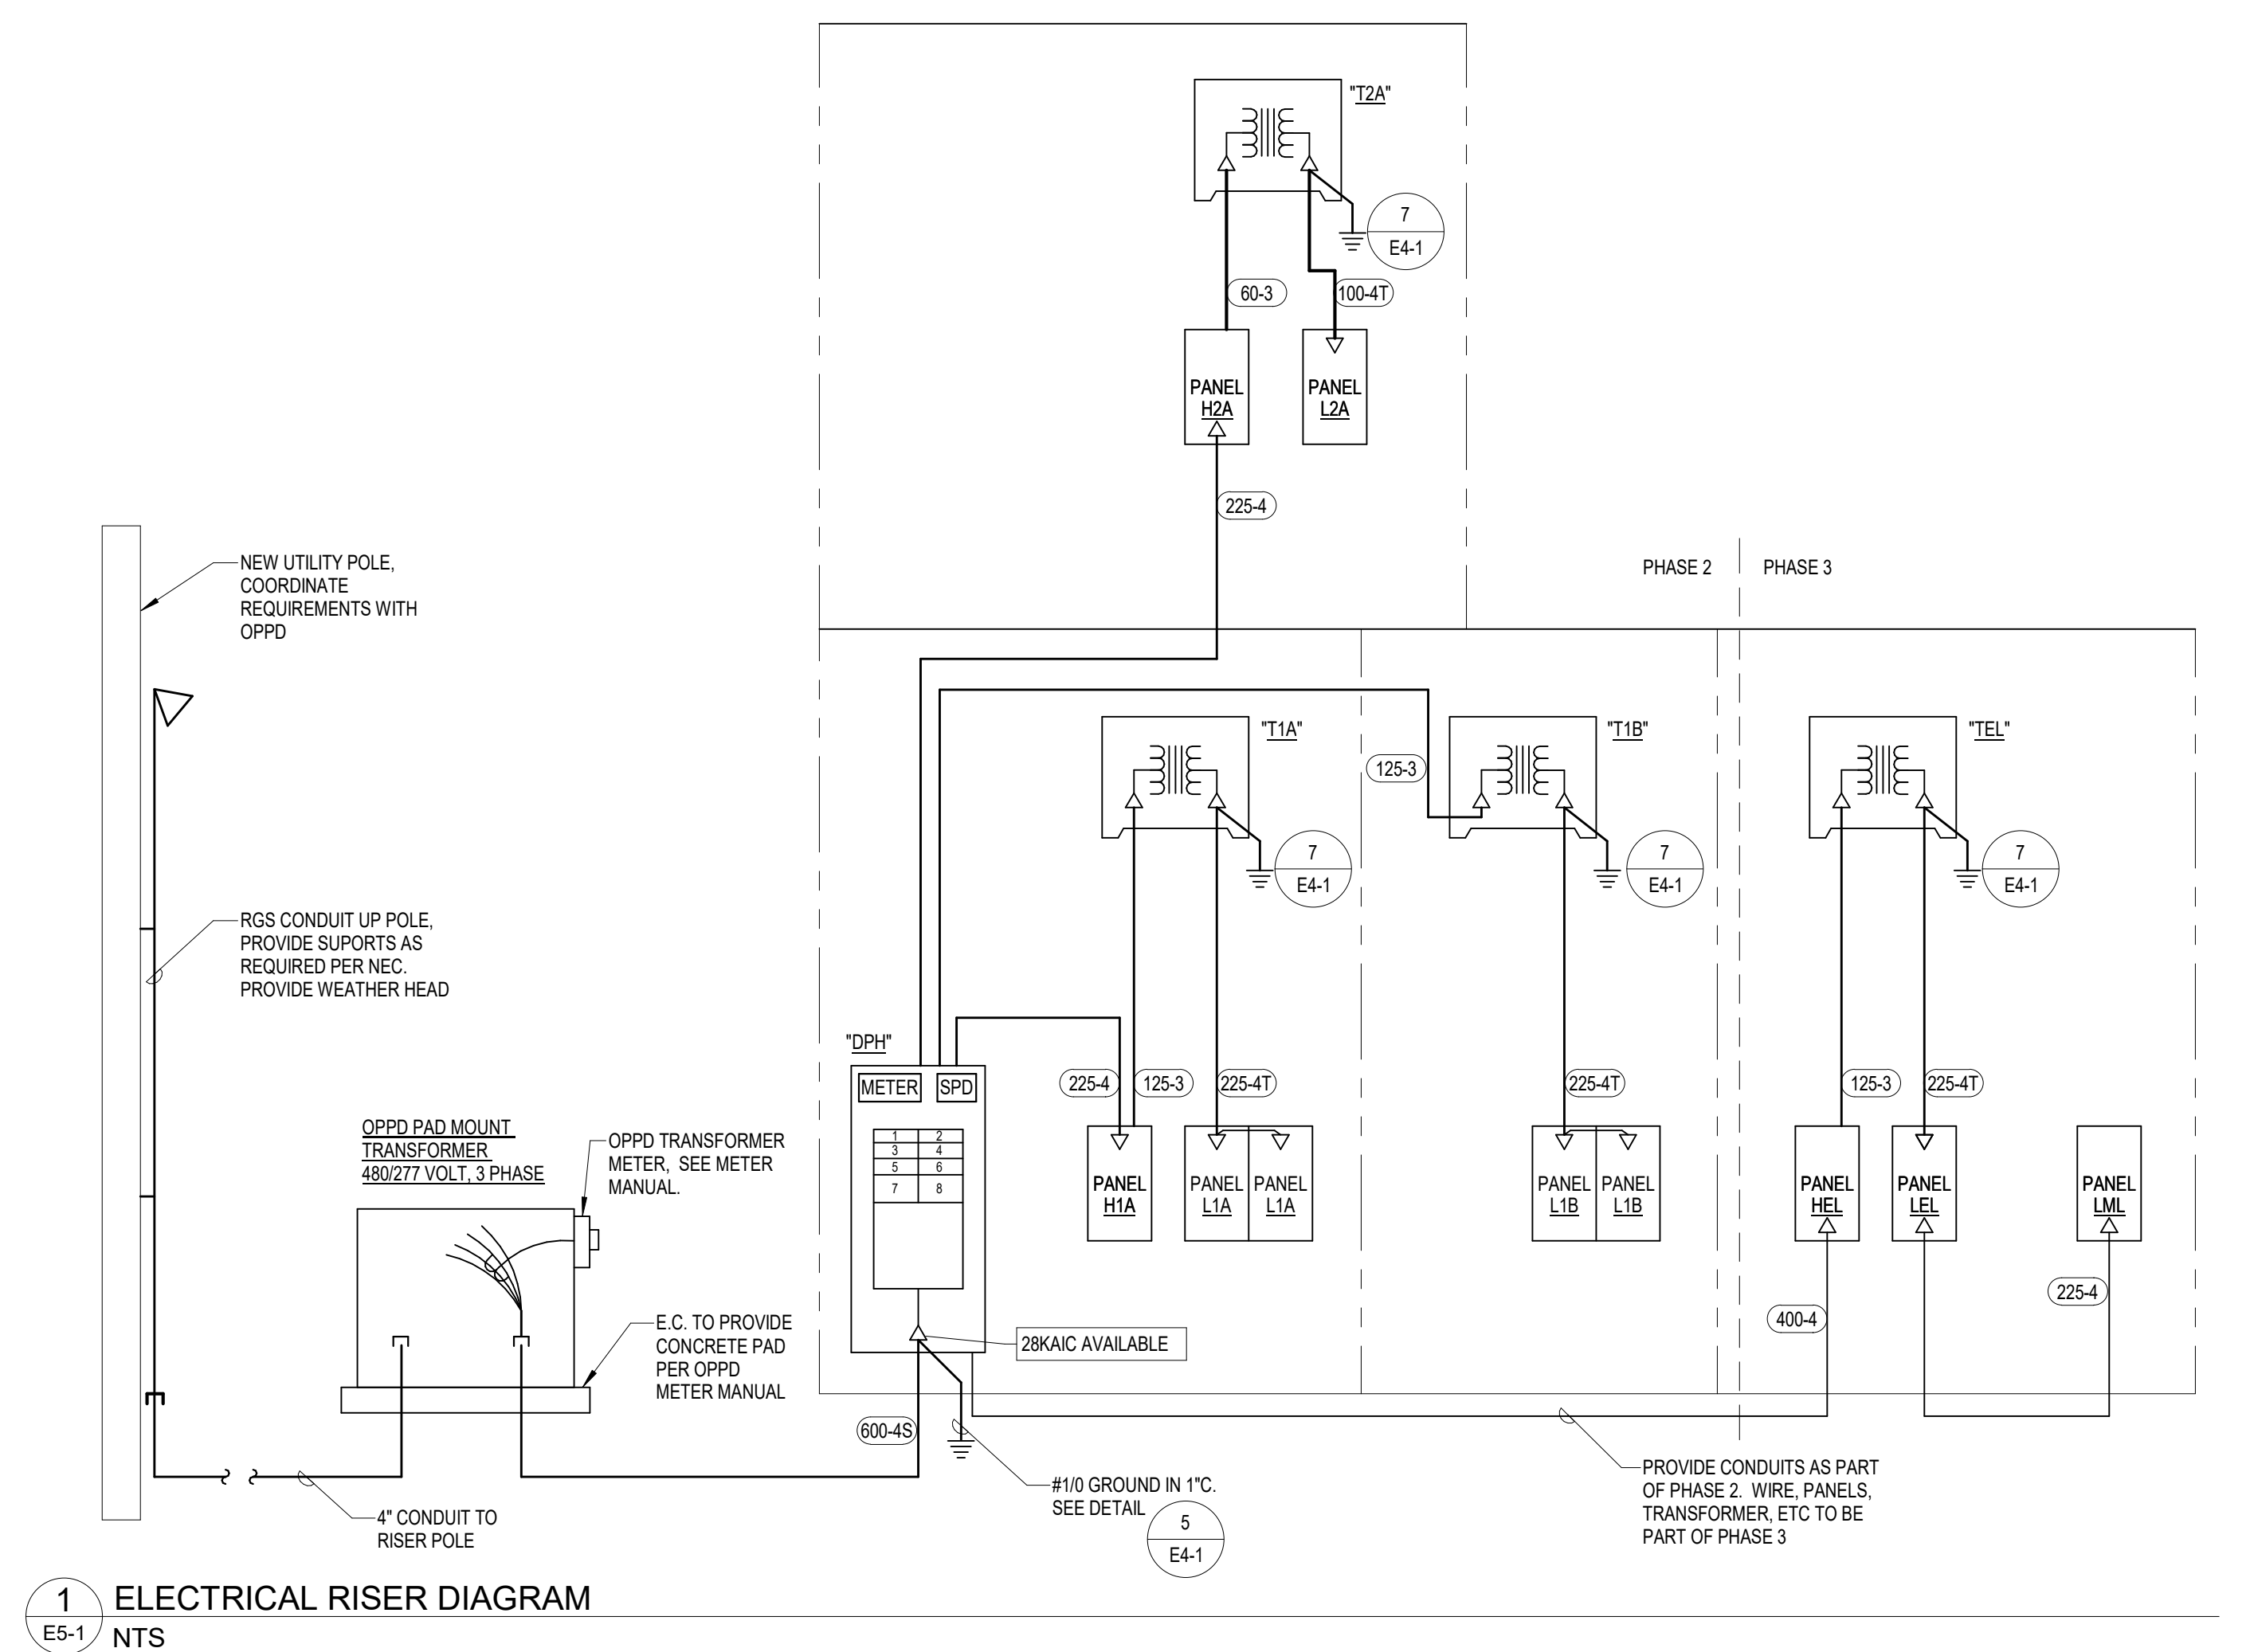 "T2A"
7
E4-1
60-3
100-4T
PANEL
H2A
PANEL
L2A
225-4
NEW UTILITY POLE,
COORDINATE
REQUIREMENTS WITH
OPPD
PHASE 2
PHASE 3
"T1A"
"T1B"
"TEL"
125-3
7
E4-1
7
E4-1
7
E4-1
RGS CONDUIT UP POLE,
PROVIDE SUPORTS AS
REQUIRED PER NEC.
PROVIDE WEATHER HEAD
"DPH"
METER
SPD
1
2
3
4
5
6
7
8
225-4
125-3
225-4T
225-4T
125-3
225-4T
OPPD PAD MOUNT
TRANSFORMER
480/277 VOLT, 3 PHASE
OPPD TRANSFORMER
METER, SEE METER
MANUAL.
PANEL
H1A
PANEL
L1A
PANEL
L1A
PANEL
L1B
PANEL
L1B
PANEL
HEL
PANEL
LEL
PANEL
LML
E.C. TO PROVIDE
CONCRETE PAD
PER OPPD
METER MANUAL
28KAIC AVAILABLE
400-4
225-4
600-4S
#1/0 GROUND IN 1"C.
SEE DETAIL
5
E4-1
PROVIDE CONDUITS AS PART
OF PHASE 2. WIRE, PANELS,
TRANSFORMER, ETC TO BE
PART OF PHASE 3
4" CONDUIT TO
RISER POLE
1
E5-1
ELECTRICAL RISER DIAGRAM
NTS